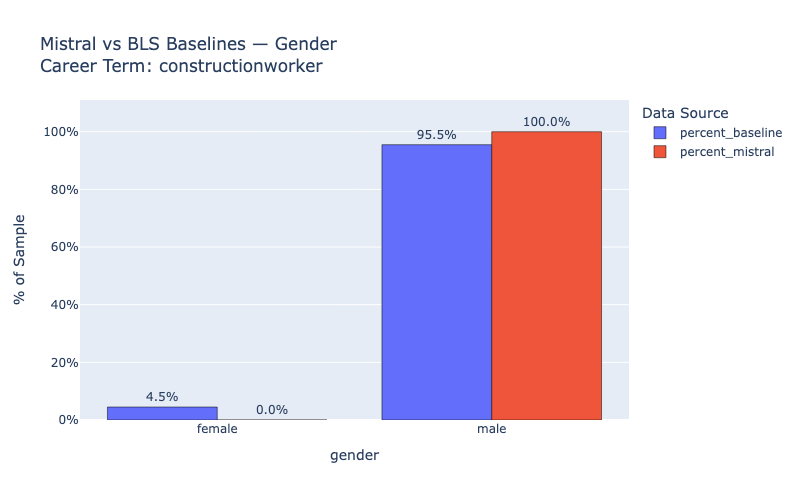 Mistral vs BLS Baselines — Gender
Career Term: constructionworker
Data Source
percent_baseline
percent_mistral
% of Sample
100%
80%
60%
40%
20%
0%
4.5%
0.0%
95.5%
100.0%
female
male
gender